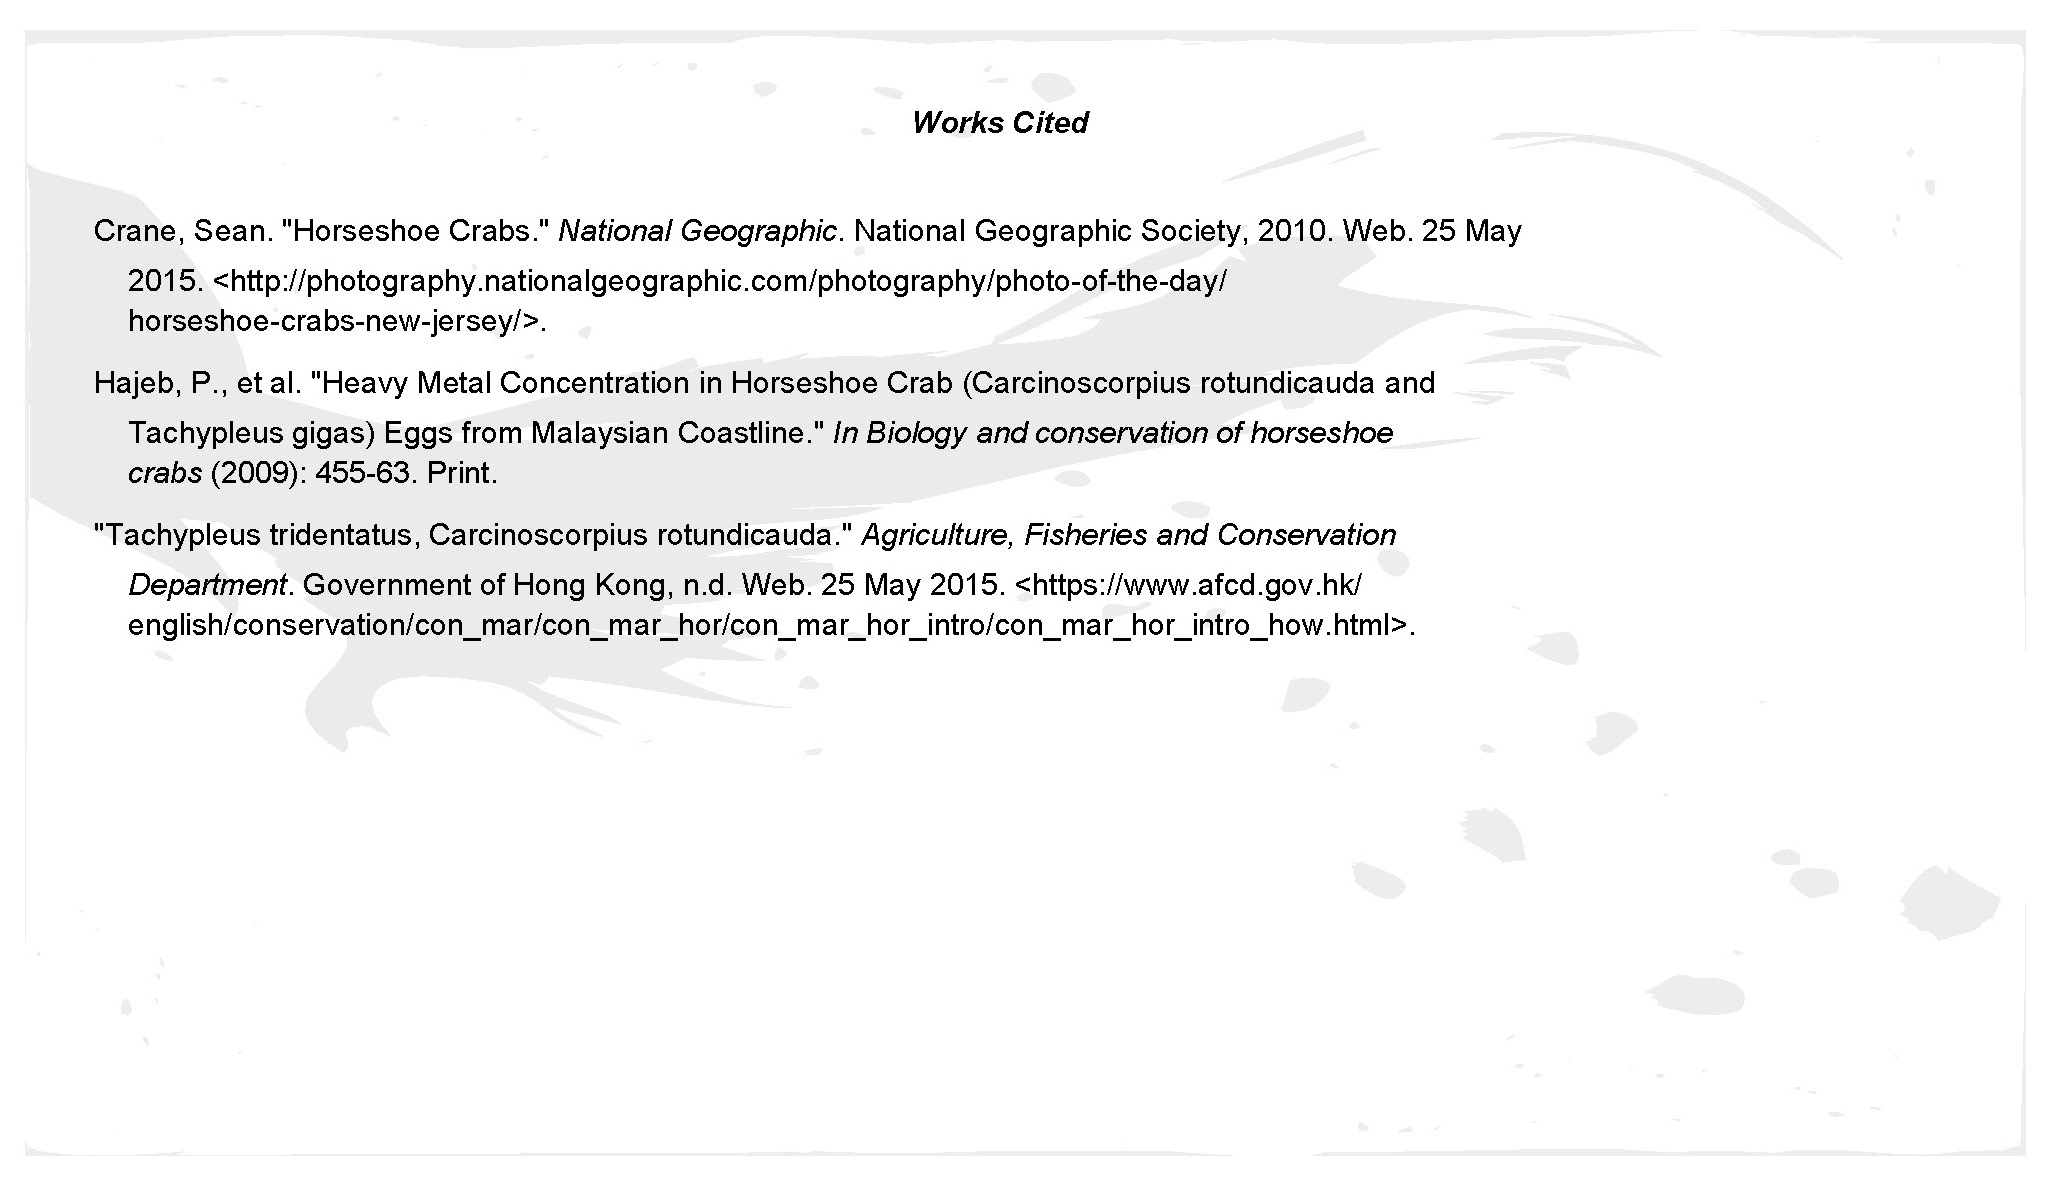 Works Cited
Crane, Sean. "Horseshoe Crabs." National Geographic. National Geographic Society, 2010. Web. 25 May
2015. <http://photography.nationalgeographic.com/photography/photo-of-the-day/
horseshoe-crabs-new-jersey/>.
Hajeb, P., et al. "Heavy Metal Concentration in Horseshoe Crab (Carcinoscorpius rotundicauda and
Tachypleus gigas) Eggs from Malaysian Coastline." In Biology and conservation of horseshoe
crabs (2009): 455-63. Print.
"Tachypleus tridentatus, Carcinoscorpius rotundicauda." Agriculture, Fisheries and Conservation
Department. Government of Hong Kong, n.d. Web. 25 May 2015. <https://www.afcd.gov.hk/
english/conservation/con_mar/con_mar_hor/con_mar_hor_intro/con_mar_hor_intro_how.html>.